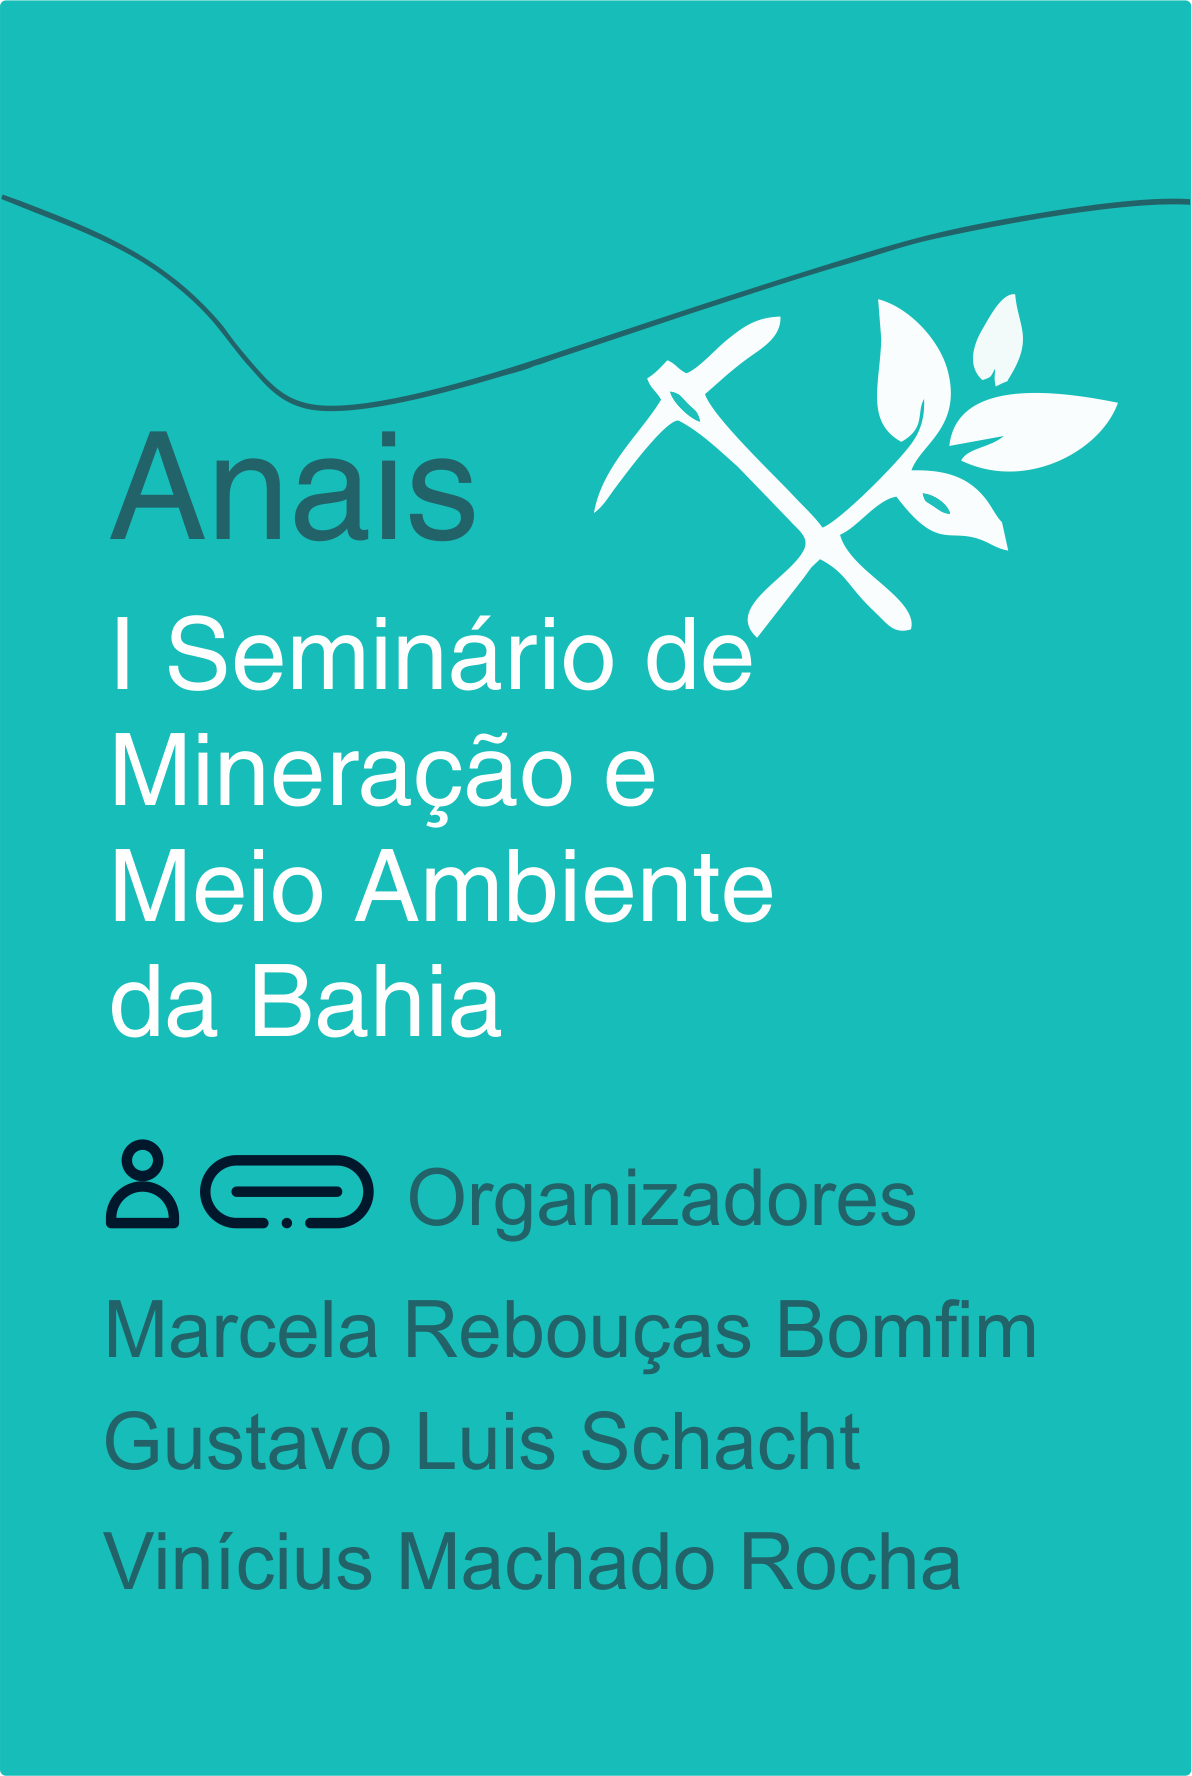 Anais
I Seminário de
Mineração e
Meio Ambiente
da Bahia
Organizadores
Marcela Rebouças Bomfim
Gustavo Luis Schacht
Vinícius Machado Rocha